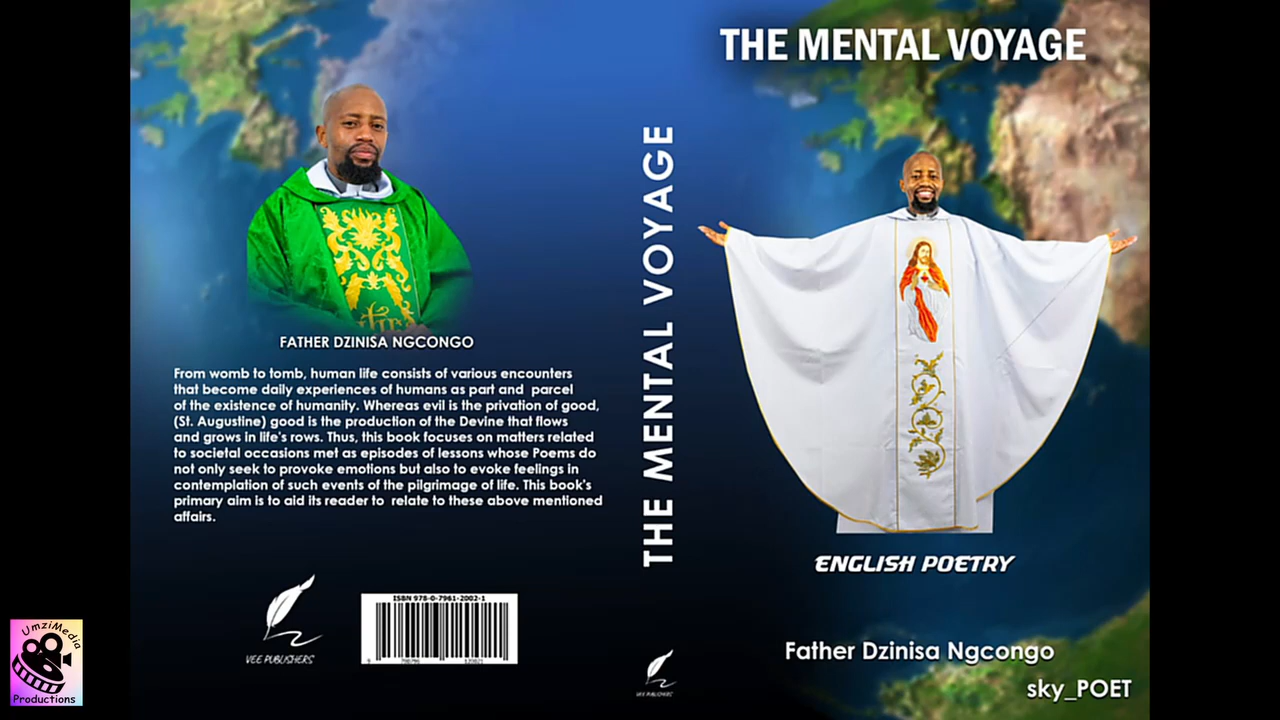 FATHER DZINISA NGCONGO
From womb to tomb, human life consists of various encounters
that become daily experiences of humans as part and parcel
of the existence of humanity. Whereas evil is the privation of good,
(St. Augustine) good is the production of the Devine that flows
and grows in life's rows. Thus, this book focuses on matters related
to societal occasions met as episodes of lessons whose Poems do
not only seek to provoke emotions but also to evoke feelings in
contemplation of such events of the pilgrimage of life. This book's
primary aim is to aid its reader to relate to these above mentioned
affairs.
VEE PUBLISHERS
ISBN 978-0-7961-2002-1
THE MENTAL VOYAGE
VEE PUBLISHERS
THE MENTAL VOYAGE
ENGLISH POETRY
Father Dzinisa Ngcongo
sky_POET
UmziMedia
Productions